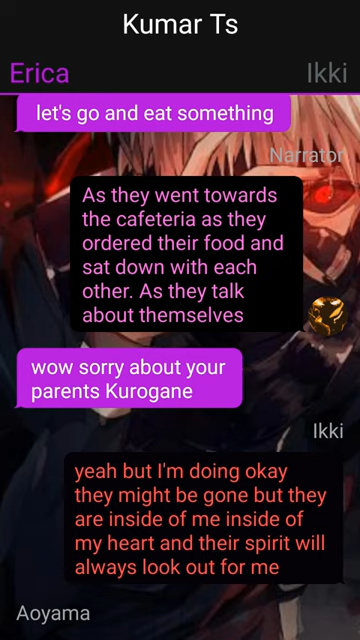 Kumar Ts
Erica
Ikki
let's go and eat something
Narrator
As they went towards
the cafeteria as they
ordered their food and
sat down with each
other. As they talk
about themselves
wow sorry about your
parents Kurogane
Ikki
yeah but I'm doing okay
they might be gone but they
are inside of me inside of
my heart and their spirit will
always look out for me
Aoyama